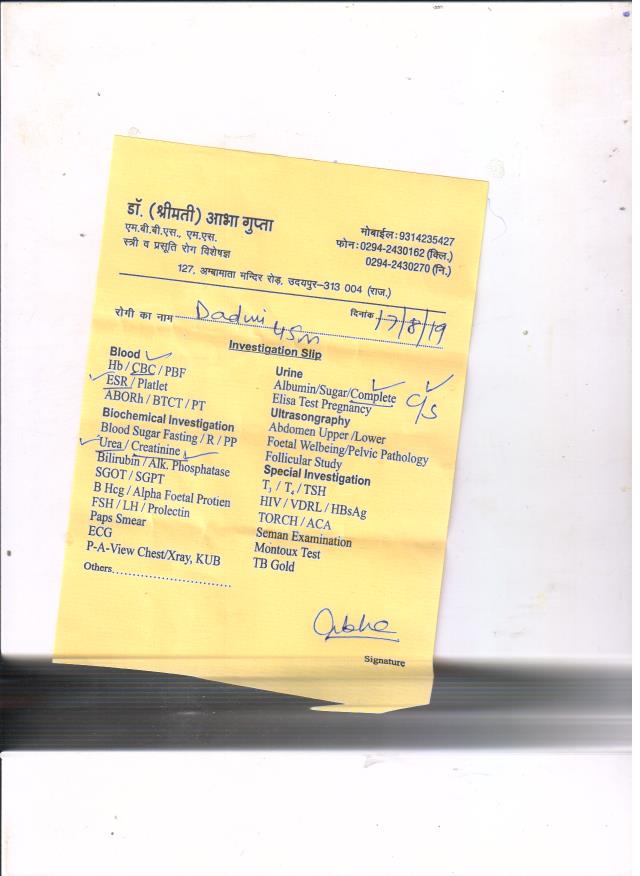 डॉ. (श्रीमती) आभा गुप्ता
एम.बी.बी.एस., एम.एस.
स्त्री व प्रसूति रोग विशेषज्ञ
मोबाईल : 9314235427
फोन : 0294-2430162 (क्लि.)
0294-2430270 (नि.)
127, अम्बामाता मन्दिर रोड़, उदयपुर-313 004 (राज.)
दिनांक 17/8/19
रोगी का नाम
Investigation Slip
Blood
Hb / CBC / PBF
ESR / Platlet
ABORh / BTCT / PT
Biochemical Investigation
Blood Sugar Fasting / R / PP
Urea / Creatinine
Bilirubin / Alk. Phosphatase
SGOT / SGPT
B Hcg / Alpha Foetal Protien
FSH / LH / Prolectin
Paps Smear
ECG
P-A-View Chest/Xray, KUB
Others..............................
Urine
Albumin/Sugar/Complete C/S
Elisa Test Pregnancy
Ultrasongraphy
Abdomen Upper /Lower
Foetal Welbeing/Pelvic Pathology
Follicular Study
Special Investigation
T₃ / T₄ / TSH
HIV / VDRL / HBsAg
TORCH / ACA
Seman Examination
Montoux Test
TB Gold
Abha
Signature